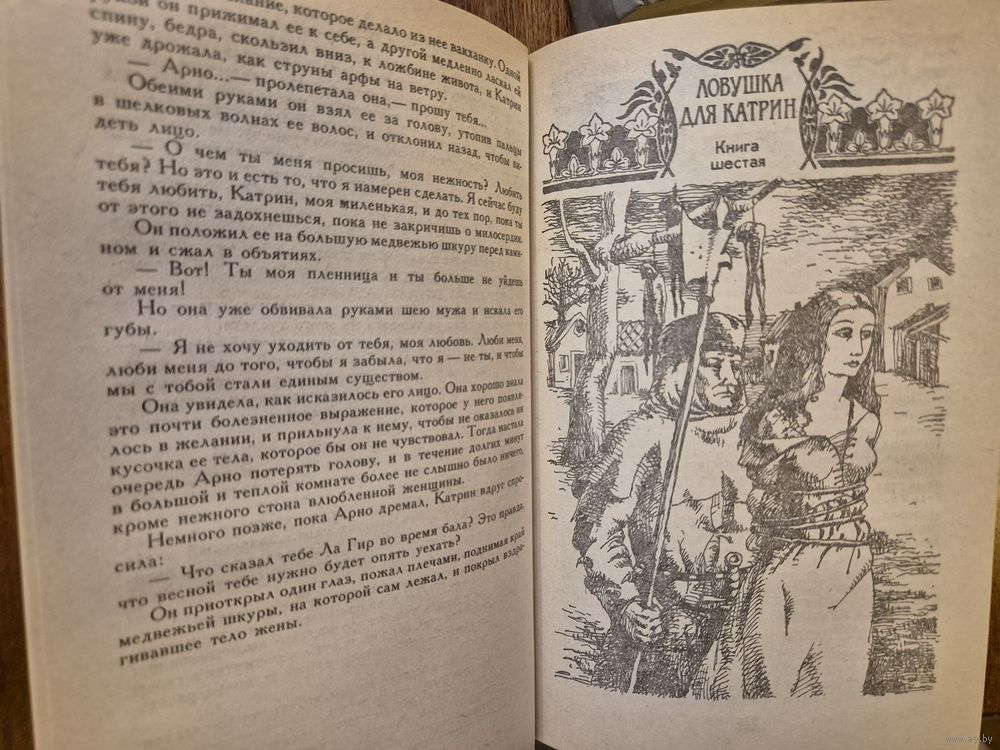 лание, которое делало из нее вакханку. Одной
рукой он прижимал ее к себе, а другой медленно ласкал ей
спину, бедра, скользил вниз, к ложбине живота, и Катрин
уже дрожала, как струны арфы на ветру.
— Арно...— пролепетала она,— прошу тебя...
Обеими руками он взял ее за голову, утопив пальцы
в шелковых волнах ее волос, и отклонил назад, чтобы ви-
деть лицо.
— О чем ты меня просишь, моя нежность? Любить
тебя? Но это и есть то, что я намерен сделать. Я сейчас буду
тебя любить, Катрин, моя миленькая, и до тех пор, пока ты
от этого не задохнешься, пока не закричишь о милосердии.
Он положил ее на большую медвежью шкуру перед ками-
ном и сжал в объятиях.
— Вот! Ты моя пленница и ты больше не уйдешь
от меня!
Но она уже обвивала руками шею мужа и искала его
губы.
— Я не хочу уходить от тебя, моя любовь. Люби меня,
люби меня до того, чтобы я забыла, что я — не ты, и чтобы
мы с тобой стали единым существом.
Она увидела, как исказилось его лицо. Она хорошо знала
это почти болезненное выражение, которое у него появля-
лось в желании, и прильнула к нему, чтобы не оказалось ни
кусочка ее тела, которое бы он не чувствовал. Тогда настала
очередь Арно потерять голову, и в течение долгих минут
в большой и теплой комнате более не слышно было ничего,
кроме нежного стона влюбленной женщины.
Немного позже, пока Арно дремал, Катрин вдруг спро-
сила:
— Что сказал тебе Ла Гир во время бала? Это правда,
что весной тебе нужно будет опять уехать?
Он приоткрыл один глаз, пожал плечами, поднимая край
медвежьей шкуры, на которой сам лежал, и покрыл вздра-
гивавшее тело жены.
ЛОВУШКА
ДЛЯ КАТРИН
Книга
шестая
www.ay.by